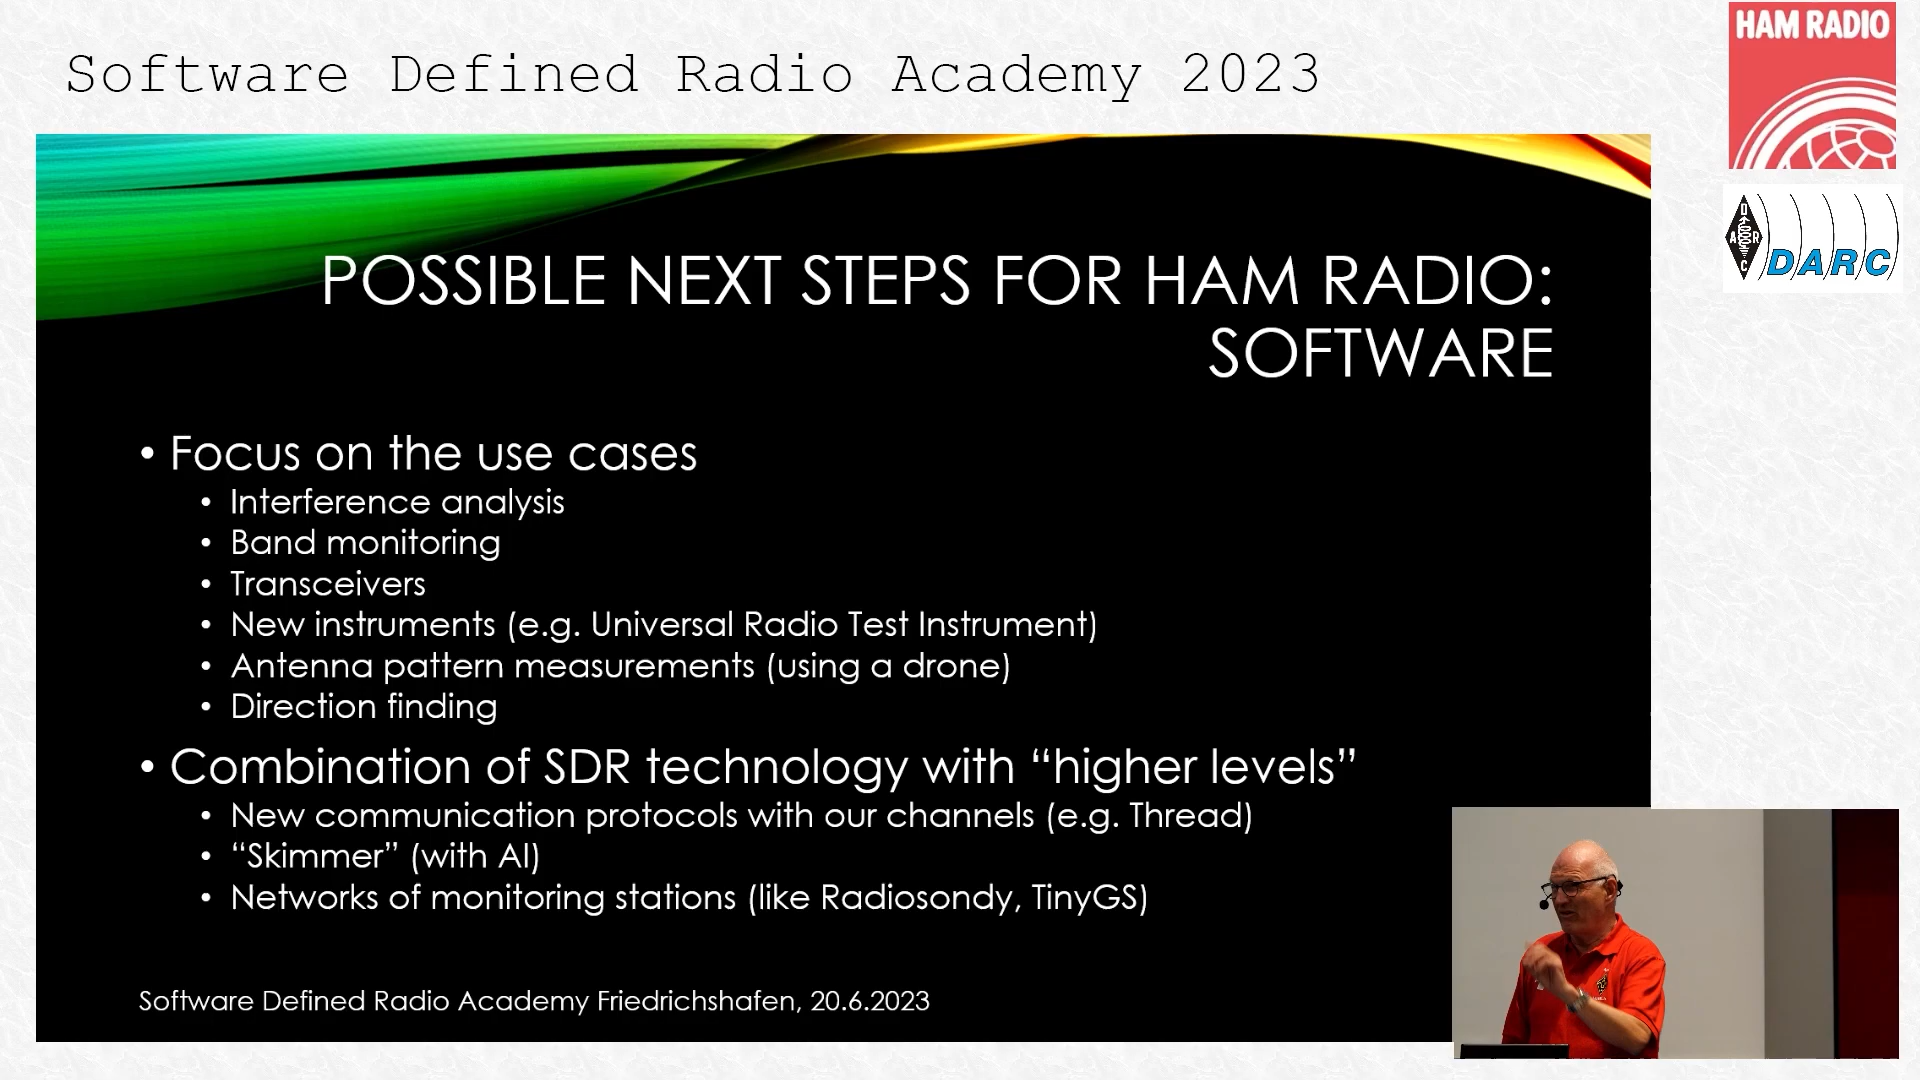 Software Defined Radio Academy 2023
HAM RADIO
D
A R
C
DARC
POSSIBLE NEXT STEPS FOR HAM RADIO:
SOFTWARE
• Focus on the use cases
• Interference analysis
• Band monitoring
• Transceivers
• New instruments (e.g. Universal Radio Test Instrument)
• Antenna pattern measurements (using a drone)
• Direction finding
• Combination of SDR technology with “higher levels”
• New communication protocols with our channels (e.g. Thread)
• “Skimmer” (with AI)
• Networks of monitoring stations (like Radiosondy, TinyGS)
Software Defined Radio Academy Friedrichshafen, 20.6.2023